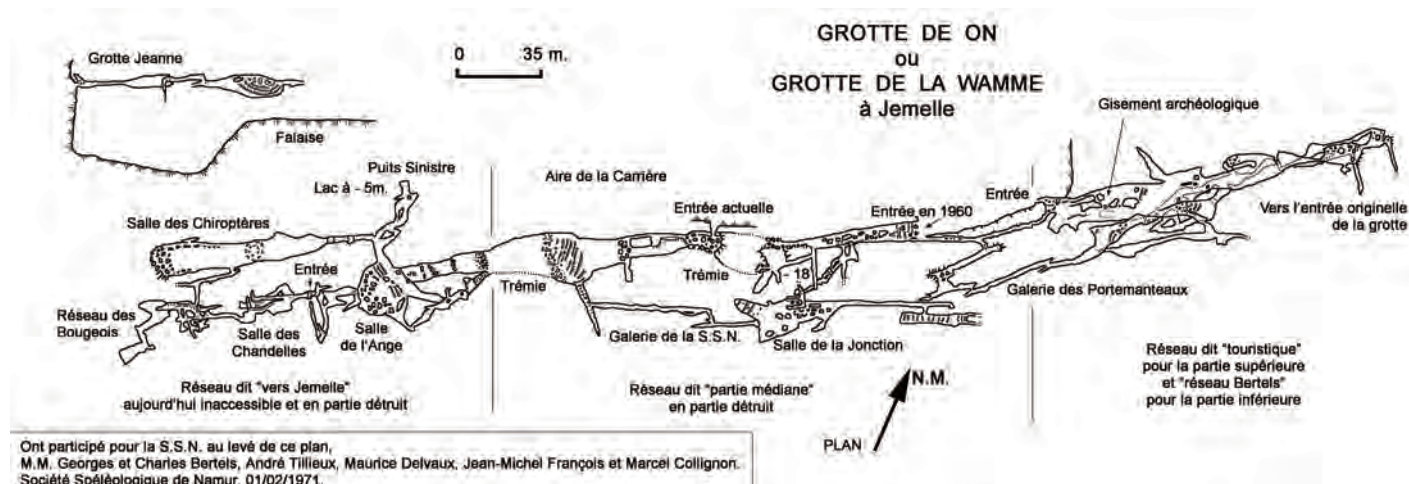 GROTTE DE ON
ou
GROTTE DE LA WAMME
à Jemelle
0 35 m.
Grotte Jeanne
Falaise
Puits Sinistre
Lac à - 5m.
Salle des Chiroptères
Entrée
Réseau des
Bougeois
Salle des
Chandelles
Salle
de l'Ange
Réseau dit "vers Jemelle"
aujourd'hui inaccessible et en partie détruit
Aire de la Carrière
Entrée actuelle
Entrée en 1960
Trémie
Trémie
- 18
Galerie de la S.S.N.
Salle de la Jonction
Réseau dit "partie médiane"
en partie détruit
Gisement archéologique
Entrée
Vers l'entrée originelle
de la grotte
Galerie des Portemanteaux
Réseau dit "touristique"
pour la partie supérieure
et "réseau Bertels"
pour la partie inférieure
N.M.
PLAN
Ont participé pour la S.S.N. au levé de ce plan,
M.M. Georges et Charles Bertels, André Tillieux, Maurice Delvaux, Jean-Michel François et Marcel Collignon.
Société Spéléologique de Namur, 01/02/1971.